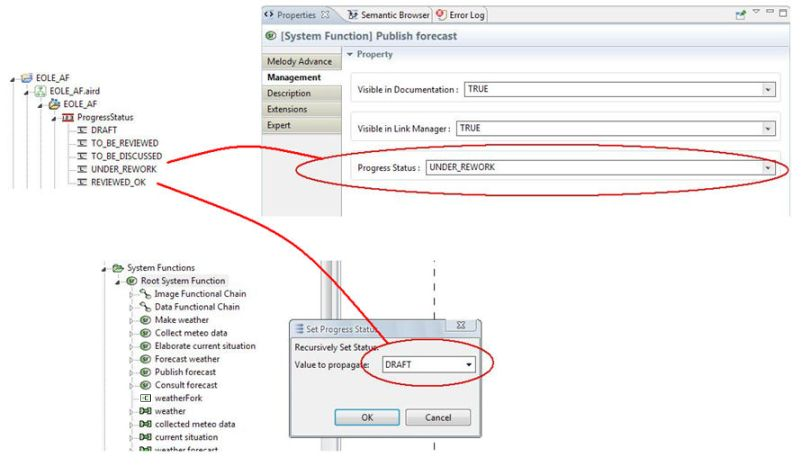 Properties
Semantic Browser
Error Log
[System Function] Publish forecast
Melody Advance
Management
Description
Extensions
Expert
Property
Visible in Documentation : TRUE
Visible in Link Manager : TRUE
Progress Status : UNDER_REWORK
EOLE_AF
EOLE_AF.aird
EOLE_AF
ProgressStatus
DRAFT
TO_BE_REVIEWED
TO_BE_DISCUSSED
UNDER_REWORK
REVIEWED_OK
System Functions
Root System Function
Image Functional Chain
Data Functional Chain
Make weather
Collect meteo data
Elaborate current situation
Forecast weather
Publish forecast
Consult forecast
weatherFork
weather
collected meteo data
current situation
weather forecast
Set Progress Status
Recursively Set Status:
Value to propagate: DRAFT
OK
Cancel